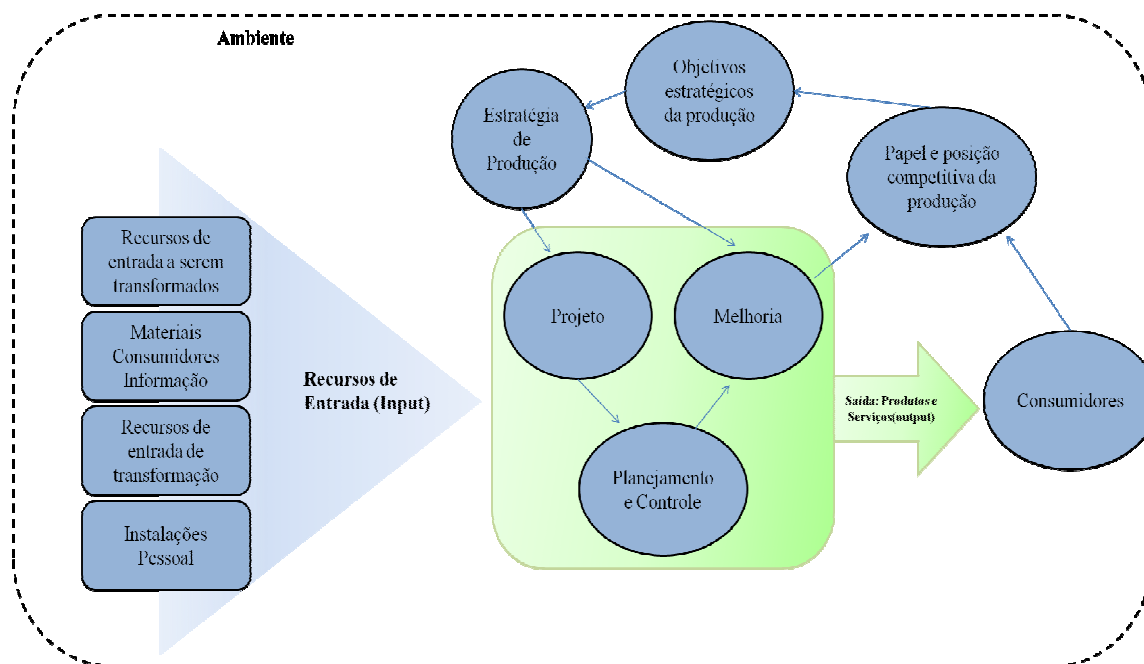 Ambiente
Objetivos
estratégicos
da produção
Estratégia
de
Produção
Papel e posição
competitiva da
produção
Recursos de
entrada a serem
transformados
Materiais
Consumidores
Informação
Recursos de
entrada de
transformação
Instalações
Pessoal
Recursos de
Entrada (Input)
Projeto
Melhoria
Planejamento
e Controle
Saída: Produtos e
Serviços(output)
Consumidores